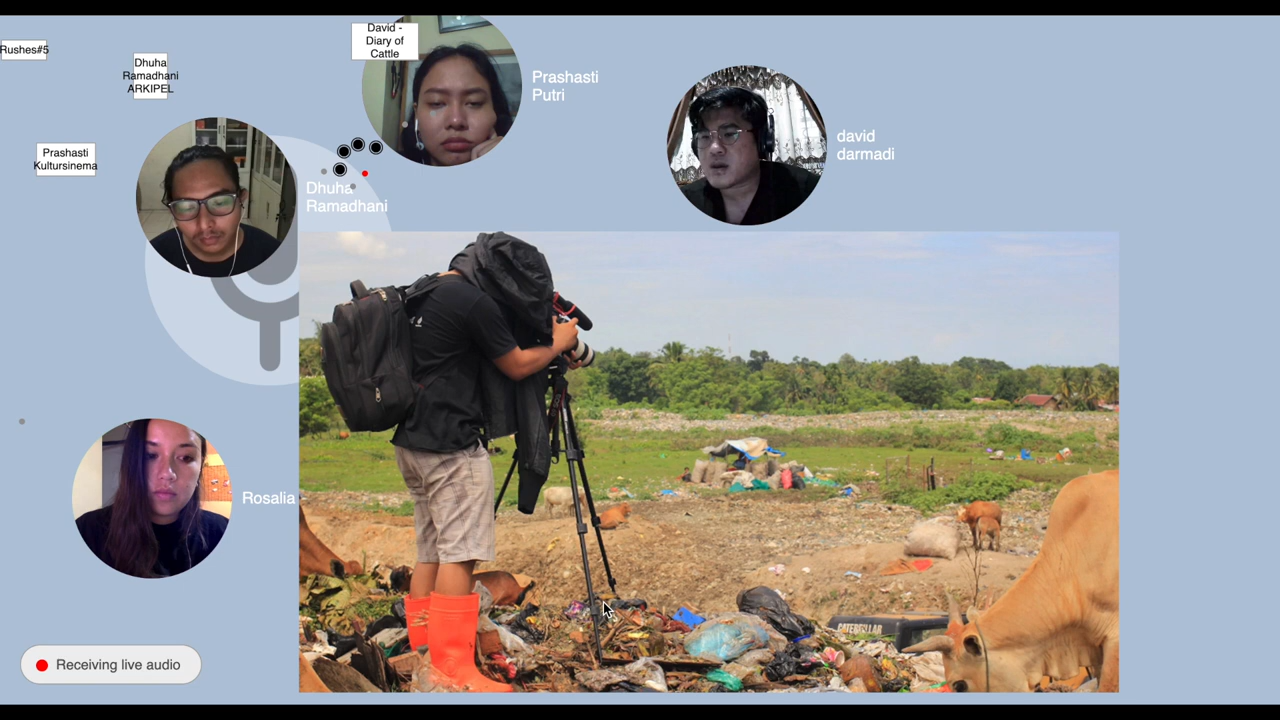 Rushes#5
Dhuha
Ramadhani
ARKIPEL
David -
Diary of
Cattle
Prashasti
Putri
david
darmadi
Prashasti
Kultursinema
Dhuha
Ramadhani
Rosalia
CATERPILLAR
Receiving live audio